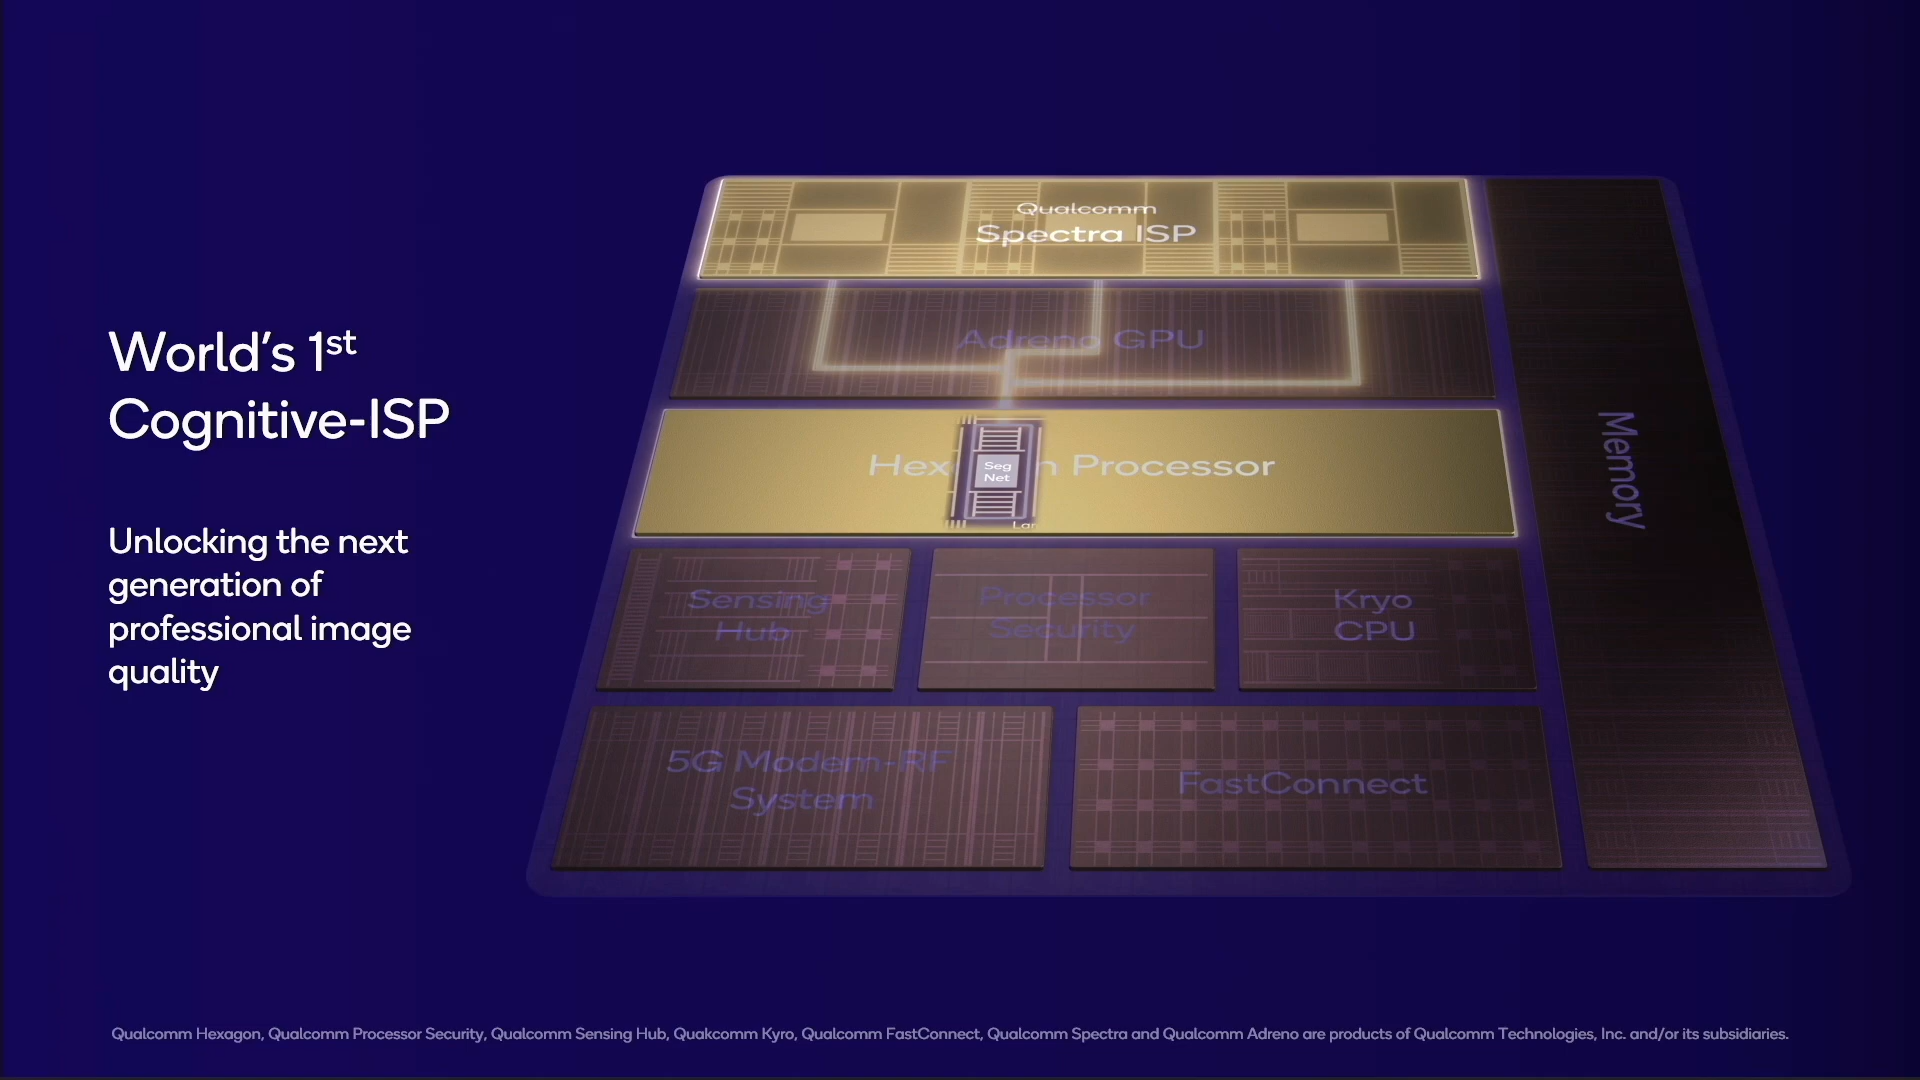 World's 1st
Cognitive-ISP
Unlocking the next
generation of
professional image
quality
Qualcomm
Spectra ISP
Adreno GPU
Processor
Seg
Net
Memory
Sensing
Hub
Processor
Security
Kryo
CPU
5G Modem-RF
System
FastConnect
Qualcomm Hexagon, Qualcomm Processor Security, Qualcomm Sensing Hub, Quakcomm Kyro, Qualcomm FastConnect, Qualcomm Spectra and Qualcomm Adreno are products of Qualcomm Technologies, Inc. and/or its subsidiaries.